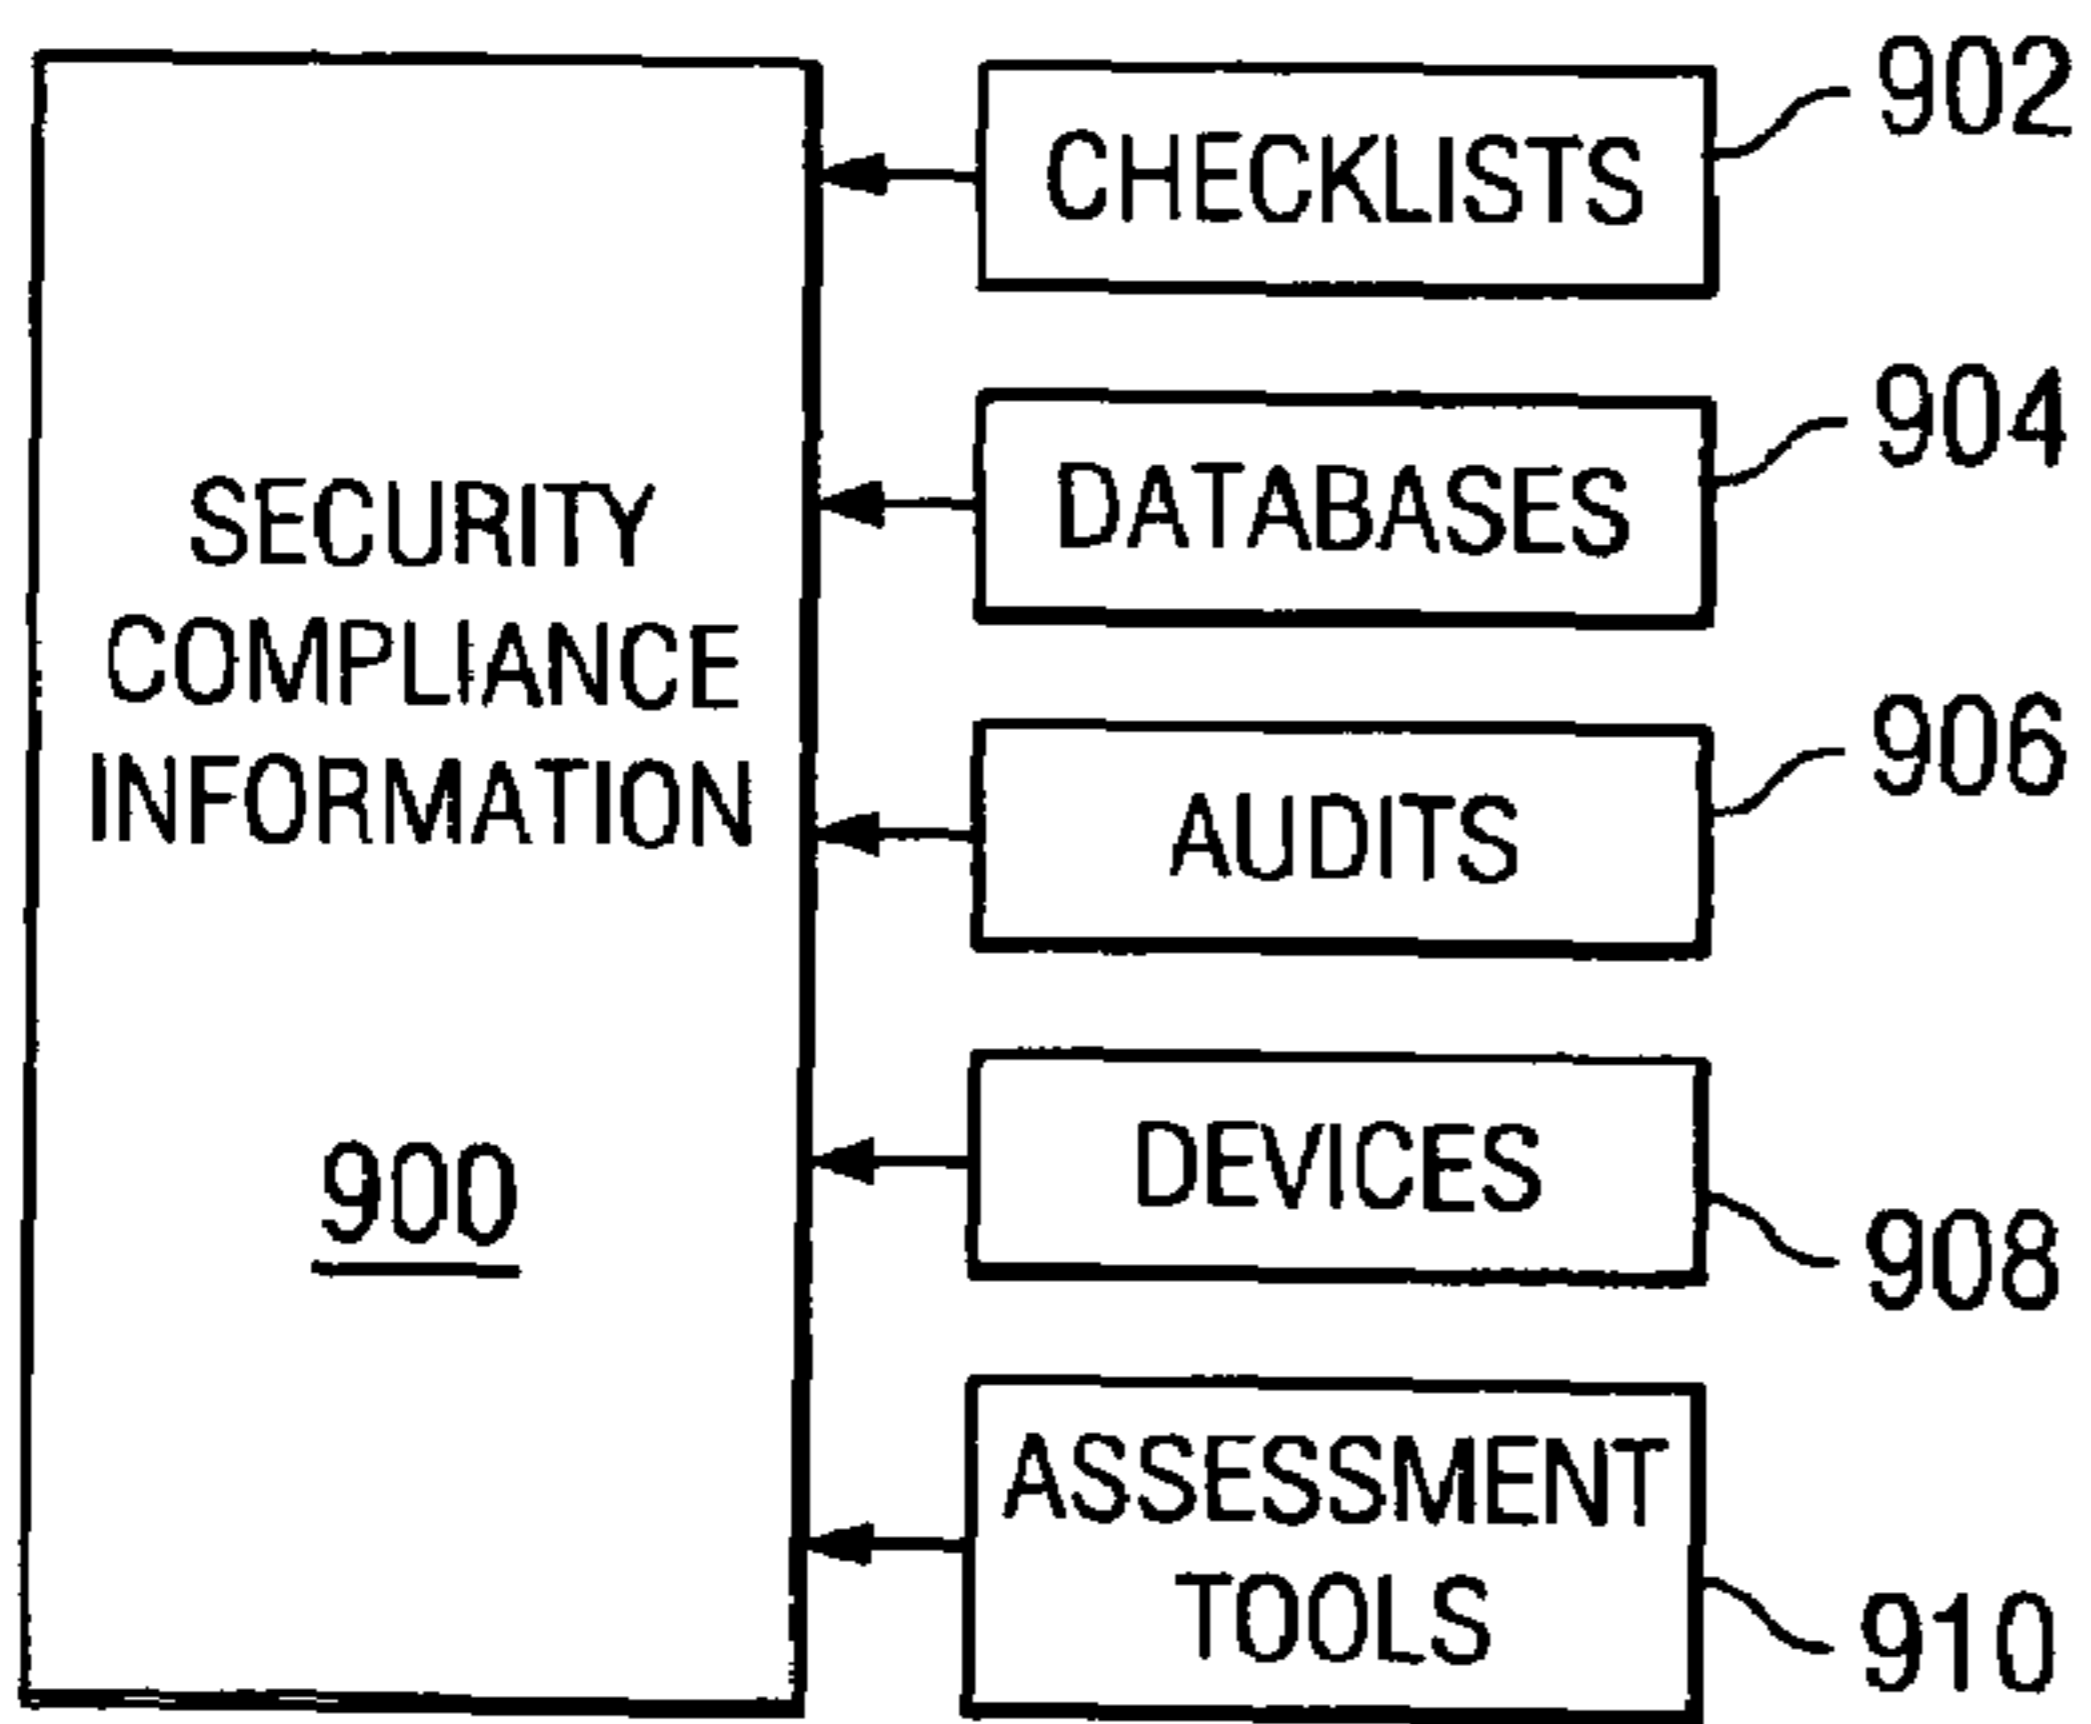 SECURITY
COMPLIANCE
INFORMATION
900
CHECKLISTS
902
DATABASES
904
AUDITS
906
DEVICES
908
ASSESSMENT
TOOLS
910